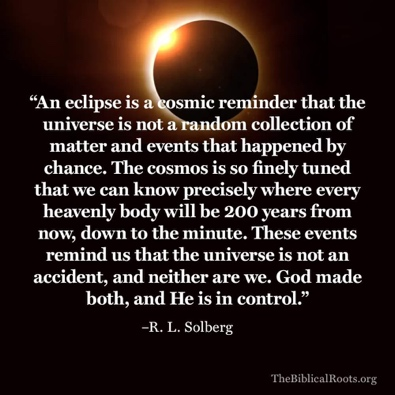 “An eclipse is a cosmic reminder that the
universe is not a random collection of
matter and events that happened by
chance. The cosmos is so finely tuned
that we can know precisely where every
heavenly body will be 200 years from
now, down to the minute. These events
remind us that the universe is not an
accident, and neither are we. God made
both, and He is in control.”
–R. L. Solberg
TheBiblicalRoots.org